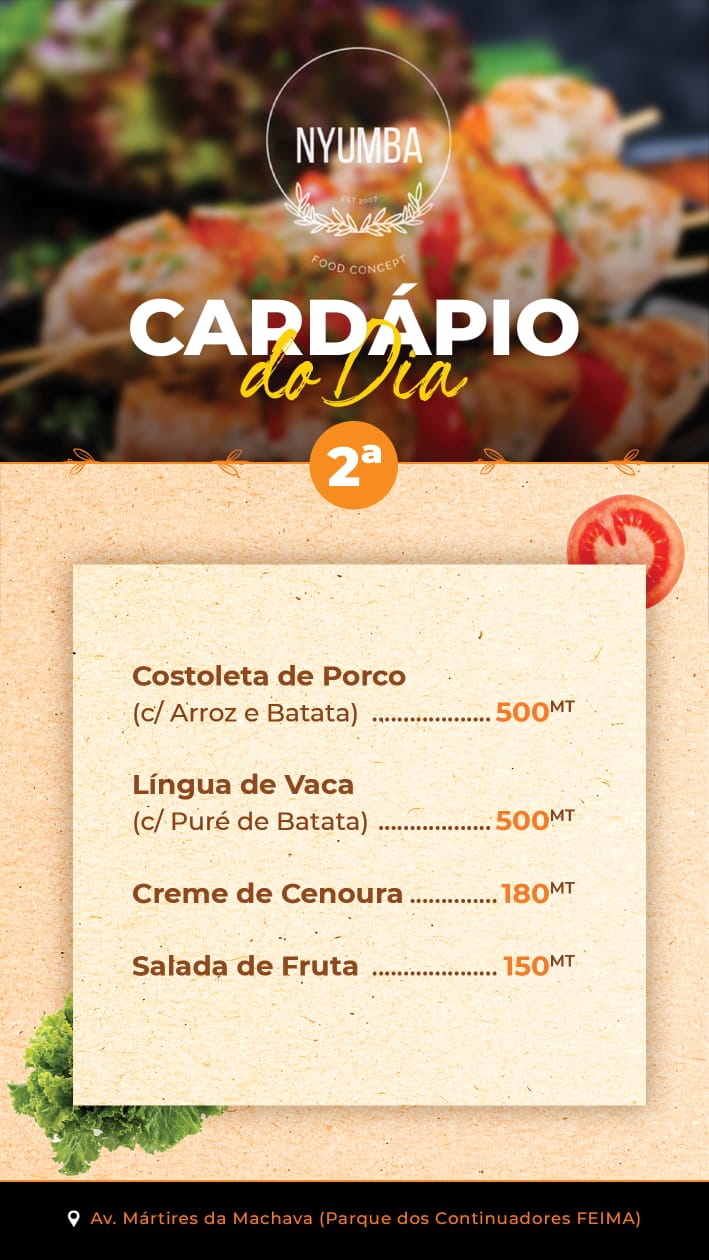 NYUMBA
EST 2007
FOOD CONCEPT
CARDÁPIO
do Dia
2ª
Costoleta de Porco
(c/ Arroz e Batata) ................... 500MT
Língua de Vaca
(c/ Puré de Batata) .................. 500MT
Creme de Cenoura .............. 180MT
Salada de Fruta .................... 150MT
Av. Mártires da Machava (Parque dos Continuadores FEIMA)